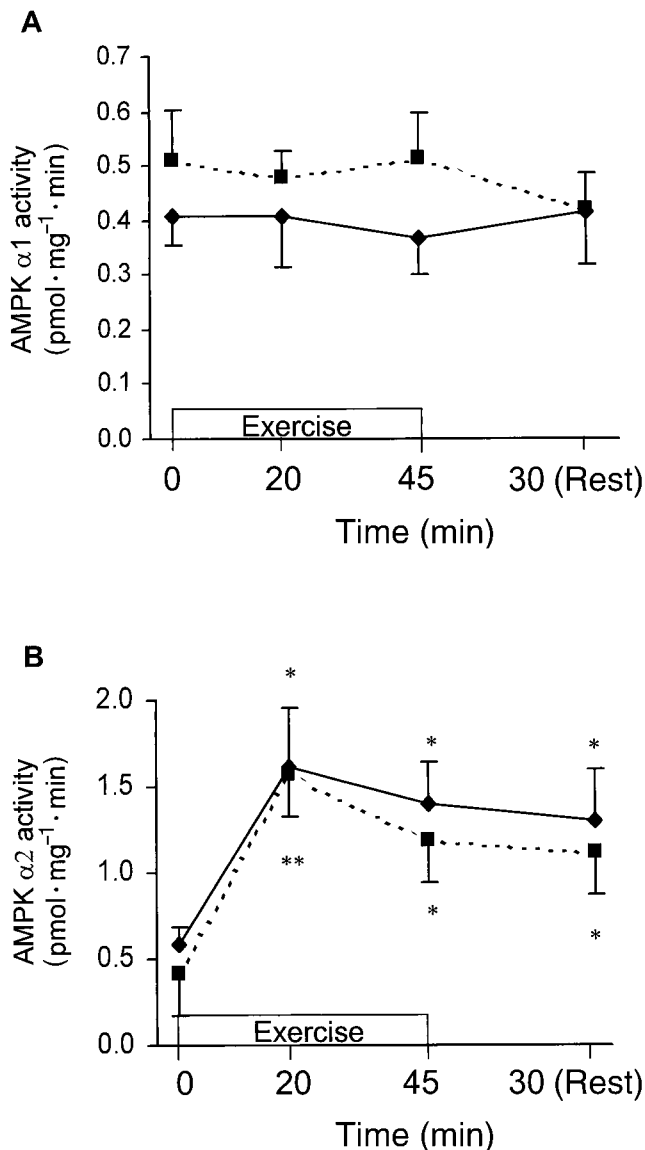 A
AMPK α1 activity
(pmol·mg⁻¹·min)
0.7
0.6
0.5
0.4
0.3
0.2
0.1
0.0
Exercise
0 20 45 30 (Rest)
Time (min)
B
AMPK α2 activity
(pmol·mg⁻¹·min)
2.0
1.5
1.0
0.5
0.0
*
*
*
**
*
*
Exercise
0 20 45 30 (Rest)
Time (min)